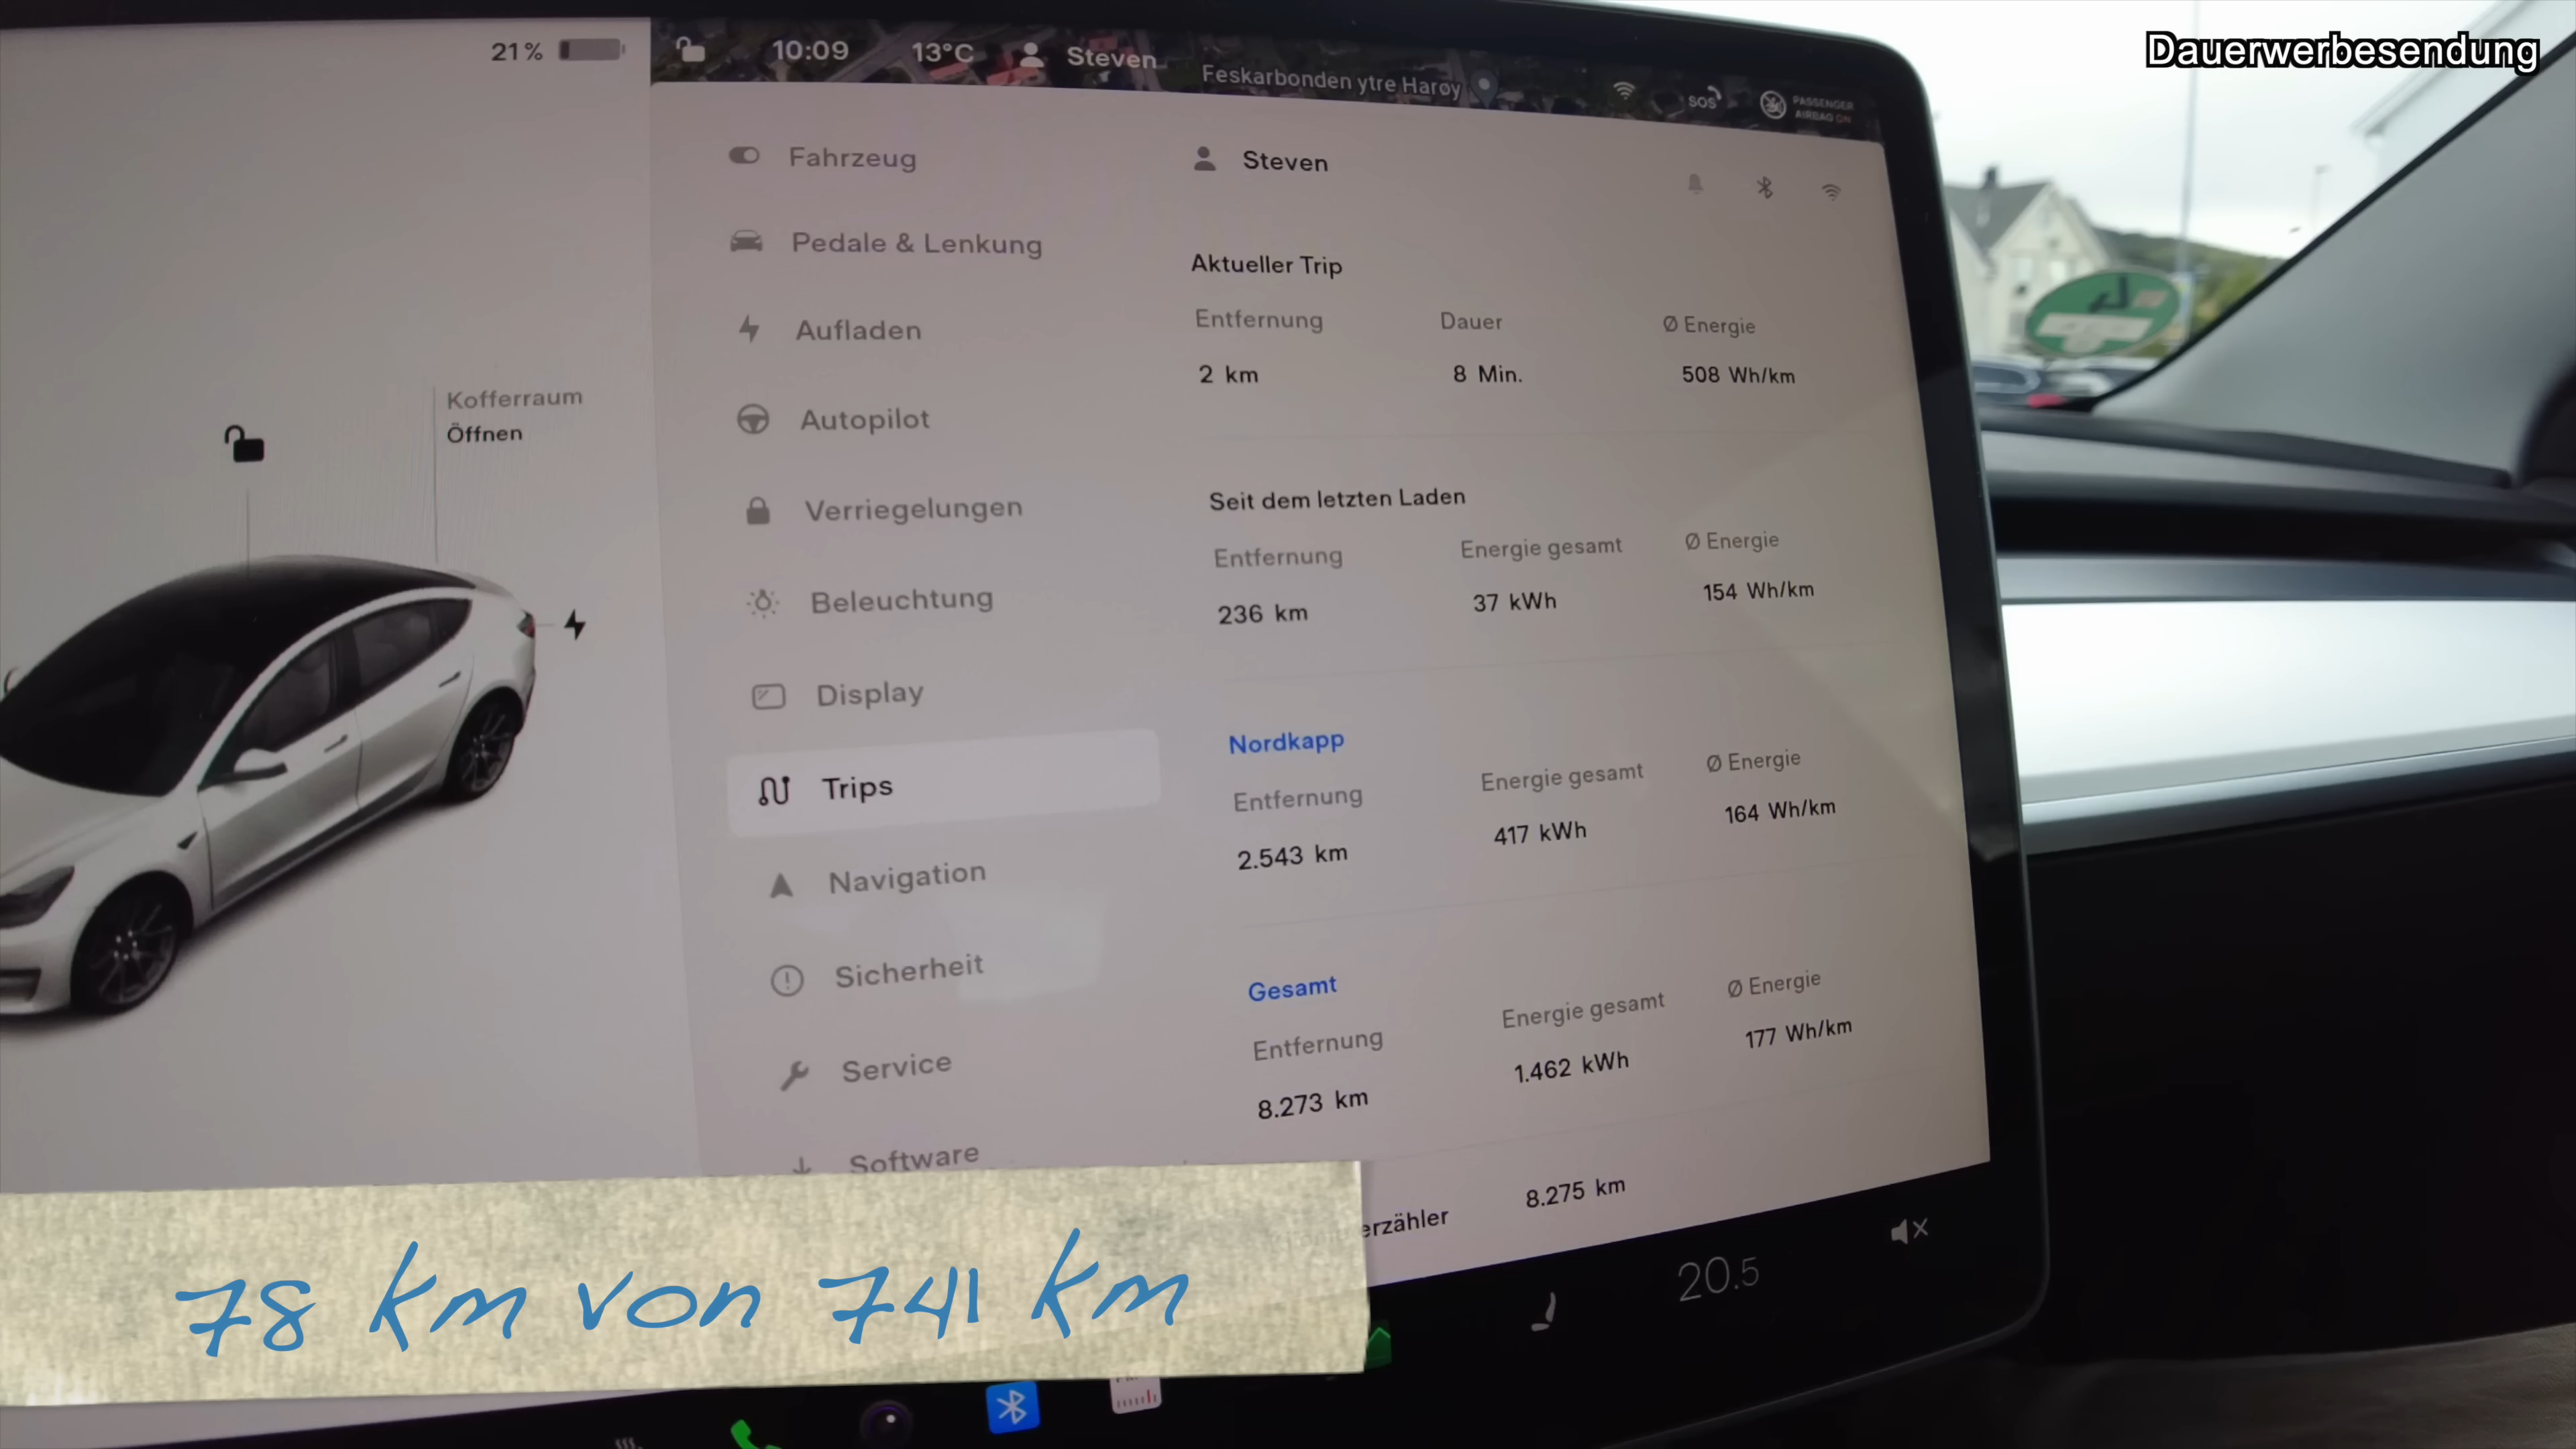 Dauerwerbesendung
21 %
10:09
13°C
Steven
Feskarbonden ytre Harøy
SOS
PASSENGER
AIRBAG ON
Kofferraum
Öffnen
Fahrzeug
Pedale & Lenkung
Aufladen
Autopilot
Verriegelungen
Beleuchtung
Display
Trips
Navigation
Sicherheit
Service
Software
Steven
Aktueller Trip
Entfernung Dauer Ø Energie
2 km 8 Min. 508 Wh/km
Seit dem letzten Laden
Entfernung Energie gesamt Ø Energie
236 km 37 kWh 154 Wh/km
Nordkapp
Entfernung Energie gesamt Ø Energie
2.543 km 417 kWh 164 Wh/km
Gesamt
Entfernung Energie gesamt Ø Energie
8.273 km 1.462 kWh 177 Wh/km
erzähler 8.275 km
78 km von 741 km
20.5